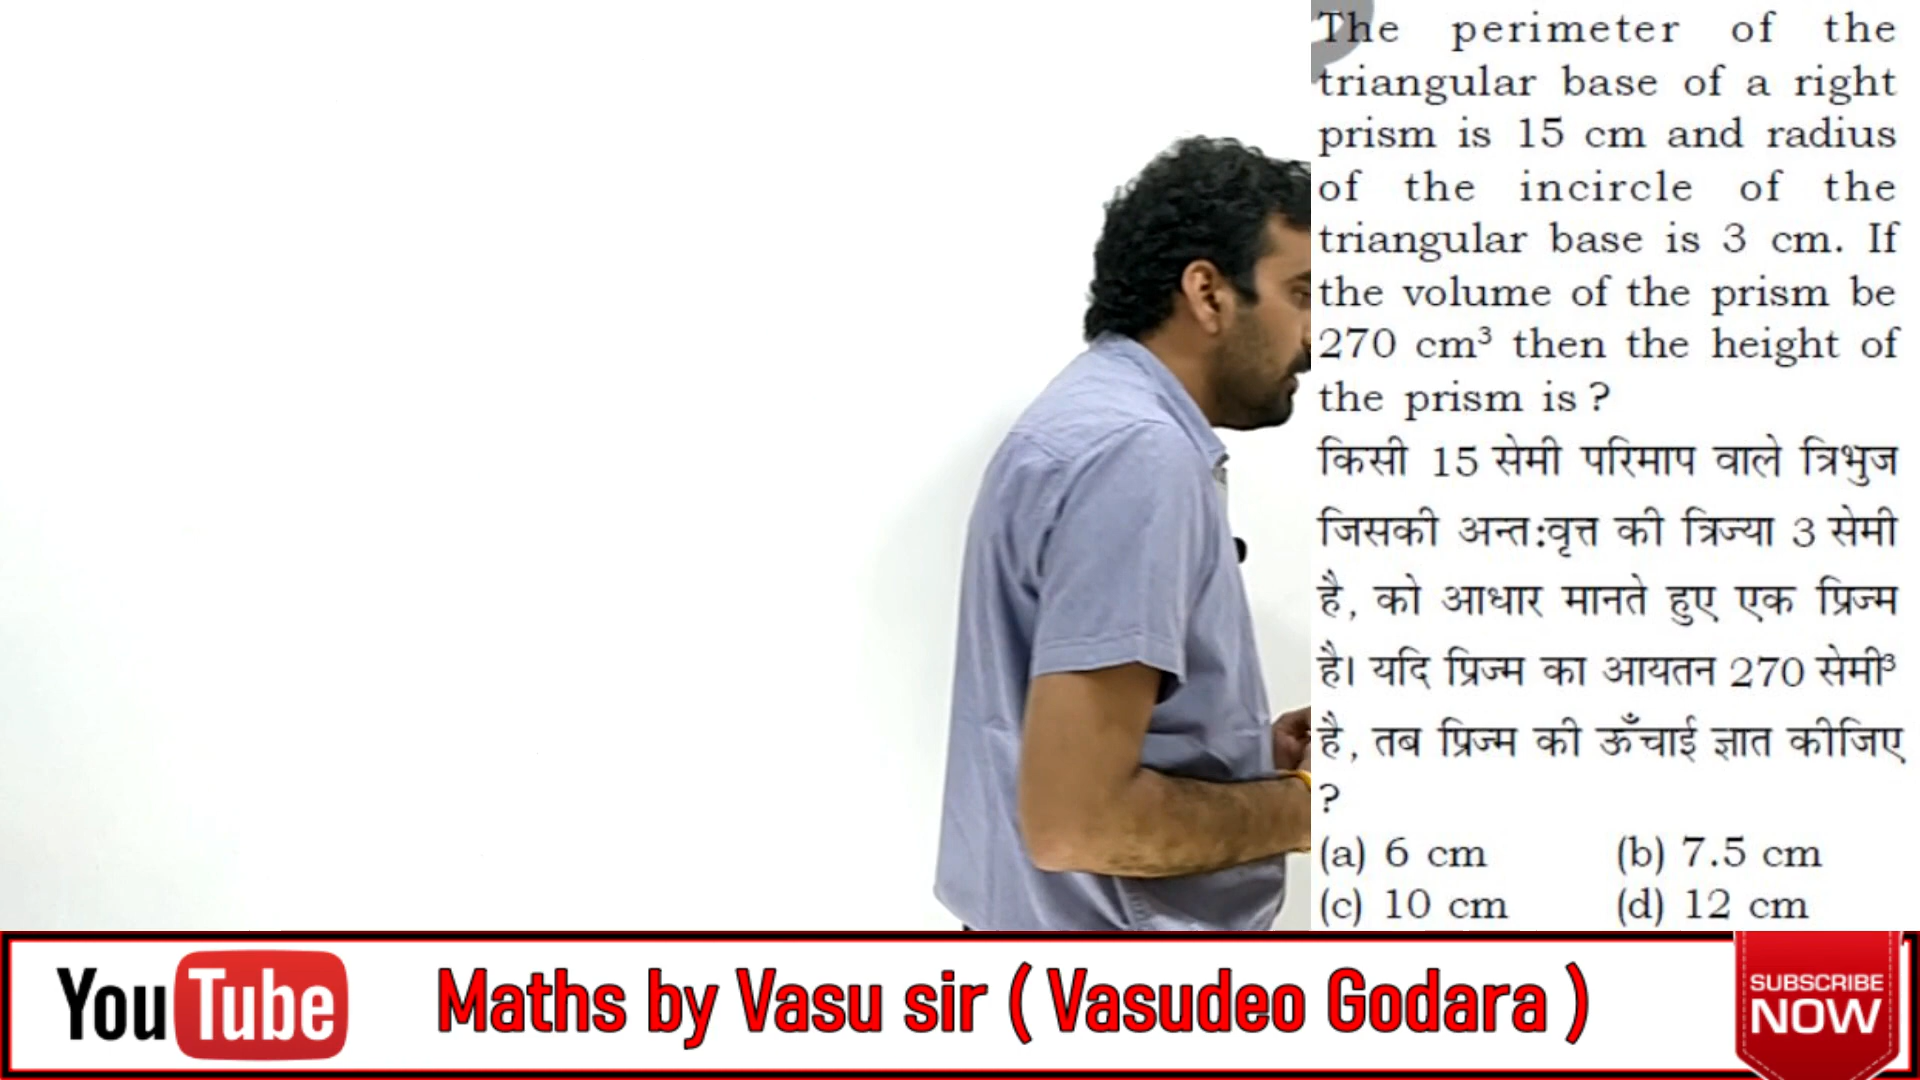 The perimeter of the
triangular base of a right
prism is 15 cm and radius
of the incircle of the
triangular base is 3 cm. If
the volume of the prism be
270 cm³ then the height of
the prism is ?
किसी 15 सेमी परिमाप वाले त्रिभुज
जिसकी अन्त:वृत्त की त्रिज्या 3 सेमी
है, को आधार मानते हुए एक प्रिज्म
है। यदि प्रिज्म का आयतन 270 सेमी³
है, तब प्रिज्म की ऊँचाई ज्ञात कीजिए
?
(a) 6 cm (b) 7.5 cm
(c) 10 cm (d) 12 cm
YouTube Maths by Vasu sir ( Vasudeo Godara ) SUBSCRIBE
NOW